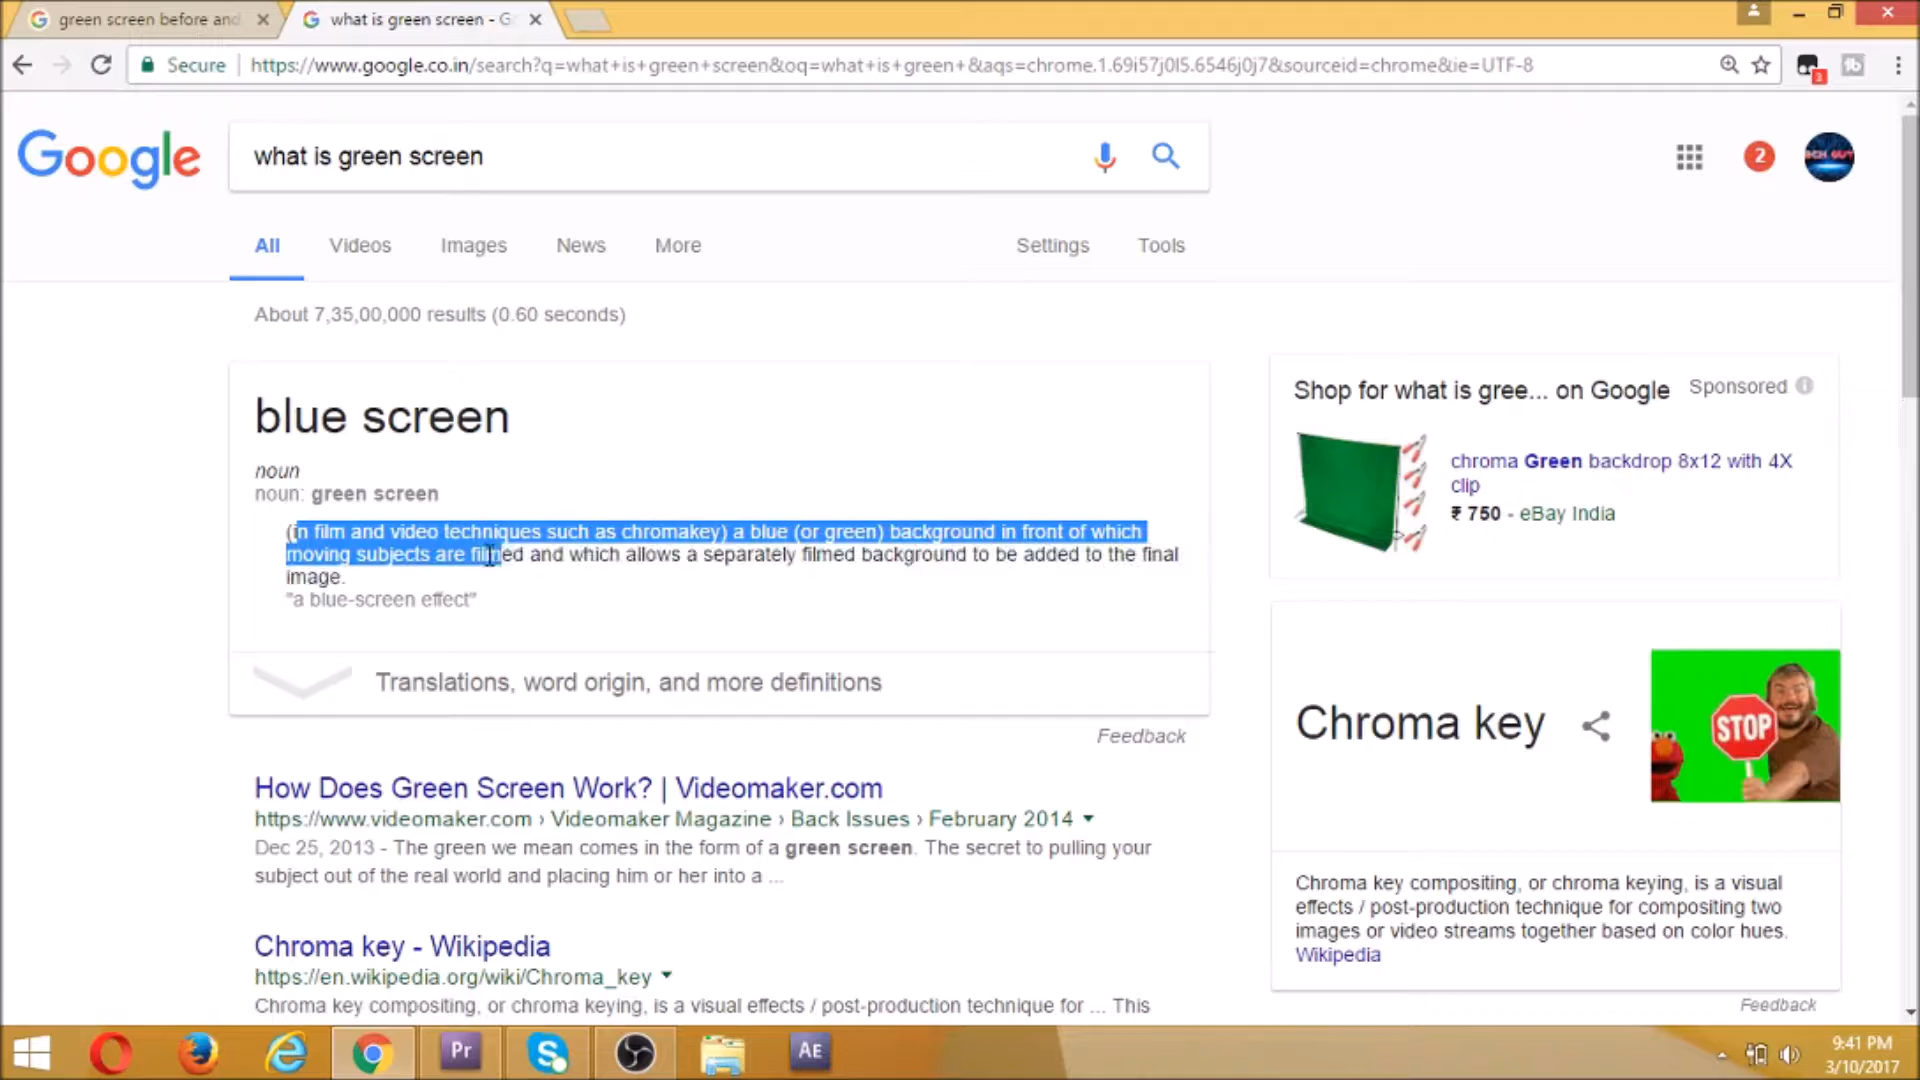 green screen before and
what is green screen - G
Secure
https://www.google.co.in/search?q=what+is+green+screen&oq=what+is+green+&aqs=chrome.1.69i57j0l5.6546j0j7&sourceid=chrome&ie=UTF-8
3
Google
what is green screen
2
TECH GUY
All
Videos
Images
News
More
Settings
Tools
About 7,35,00,000 results (0.60 seconds)
blue screen
noun
noun: green screen
(in film and video techniques such as chromakey) a blue (or green) background in front of which
moving subjects are filmed and which allows a separately filmed background to be added to the final
image.
"a blue-screen effect"
Translations, word origin, and more definitions
Feedback
How Does Green Screen Work? | Videomaker.com
https://www.videomaker.com › Videomaker Magazine › Back Issues › February 2014
Dec 25, 2013 - The green we mean comes in the form of a green screen. The secret to pulling your
subject out of the real world and placing him or her into a ...
Chroma key - Wikipedia
https://en.wikipedia.org/wiki/Chroma_key
Chroma key compositing, or chroma keying, is a visual effects / post-production technique for ... This
Shop for what is gree... on Google
Sponsored
chroma Green backdrop 8x12 with 4X
clip
₹ 750 - eBay India
Chroma key
STOP
Chroma key compositing, or chroma keying, is a visual
effects / post-production technique for compositing two
images or video streams together based on color hues.
Wikipedia
Feedback
Pr
AE
9:41 PM
3/10/2017